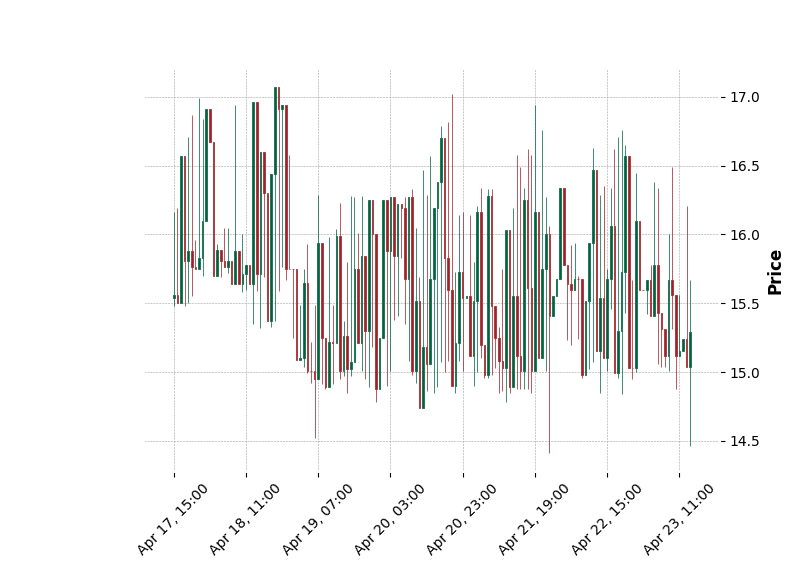 17.0
16.5
16.0
15.5
15.0
14.5
Price
Apr 17, 15:00
Apr 18, 11:00
Apr 19, 07:00
Apr 20, 03:00
Apr 20, 23:00
Apr 21, 19:00
Apr 22, 15:00
Apr 23, 11:00